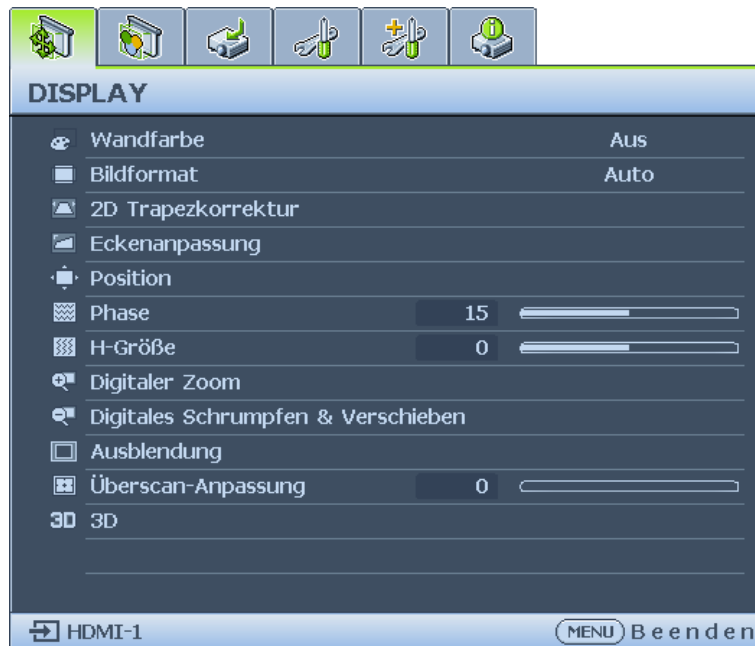 DISPLAY
Wandfarbe Aus
Bildformat Auto
2D Trapezkorrektur
Eckenanpassung
Position
Phase 15
H-Größe 0
Digitaler Zoom
Digitales Schrumpfen & Verschieben
Ausblendung
Überscan-Anpassung 0
3D 3D
HDMI-1 MENU Beenden